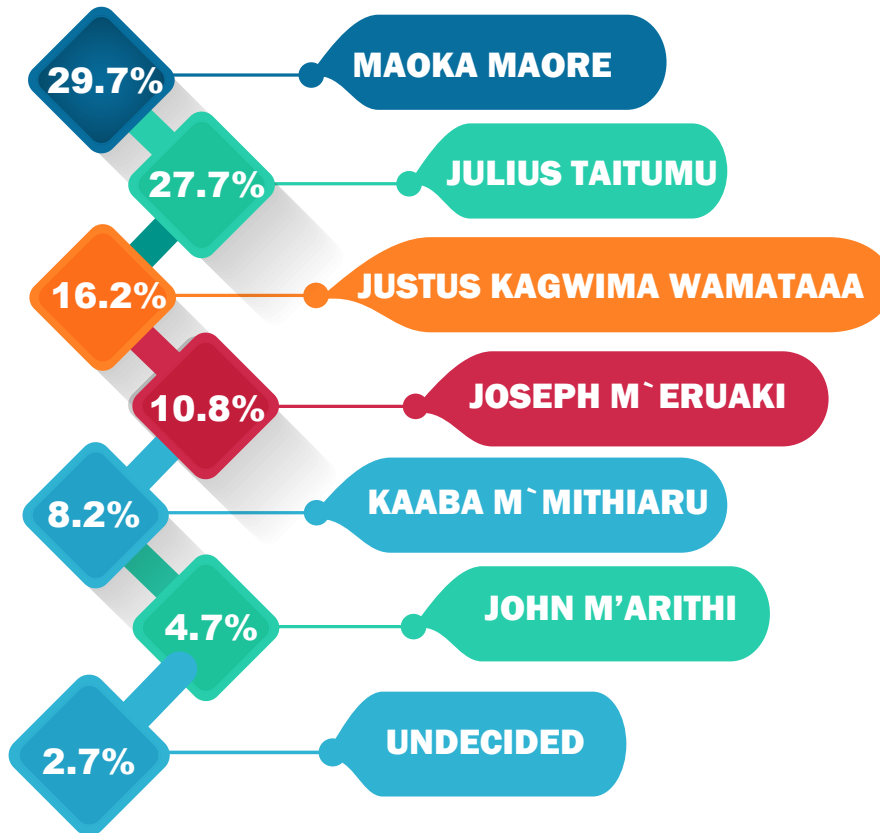 29.7% MAOKA MAORE
27.7% JULIUS TAITUMU
16.2% JUSTUS KAGWIMA WAMATAAA
10.8% JOSEPH M`ERUAKI
8.2% KAABA M`MITHIARU
4.7% JOHN M’ARITHI
2.7% UNDECIDED